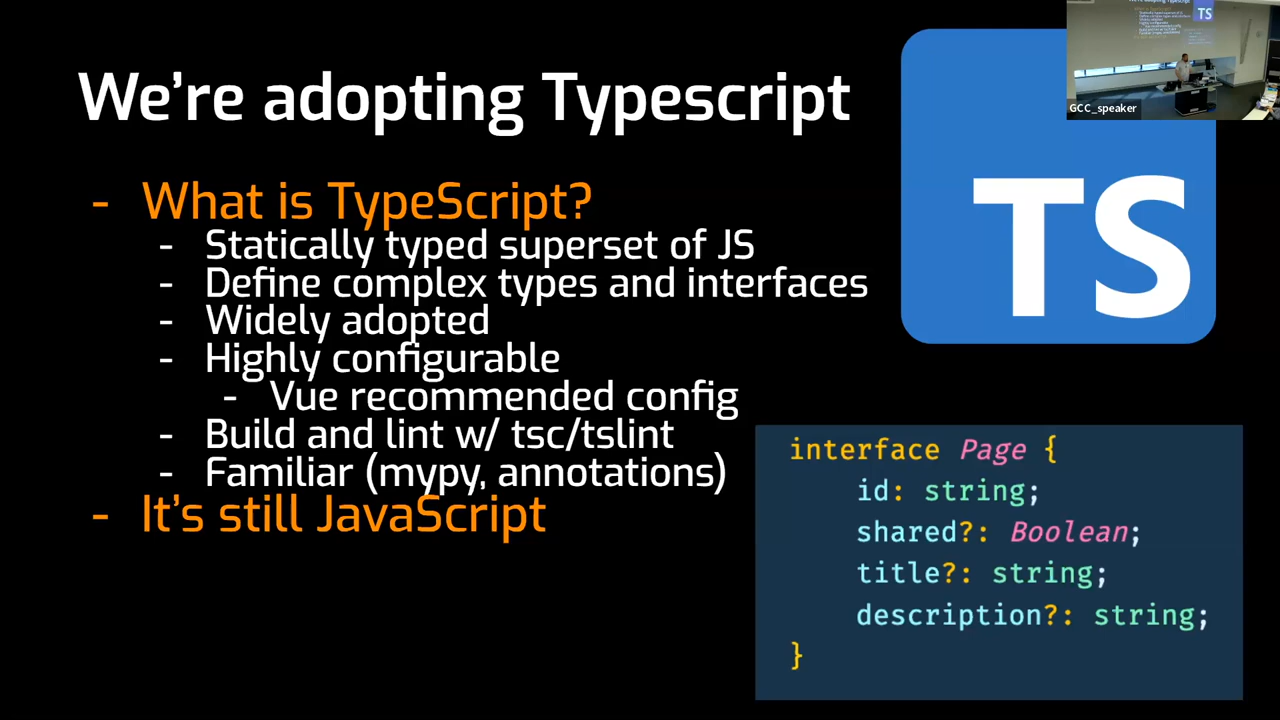 We're adopting Typescript
- What is TypeScript?
- Statically typed superset of JS
- Define complex types and interfaces
- Widely adopted
- Highly configurable
- Vue recommended config
- Build and lint w/ tsc/tslint
- Familiar (mypy, annotations)
- It's still JavaScript
TS
GCC_speaker
TS
interface Page {
id: string;
shared?: Boolean;
title?: string;
description?: string;
}